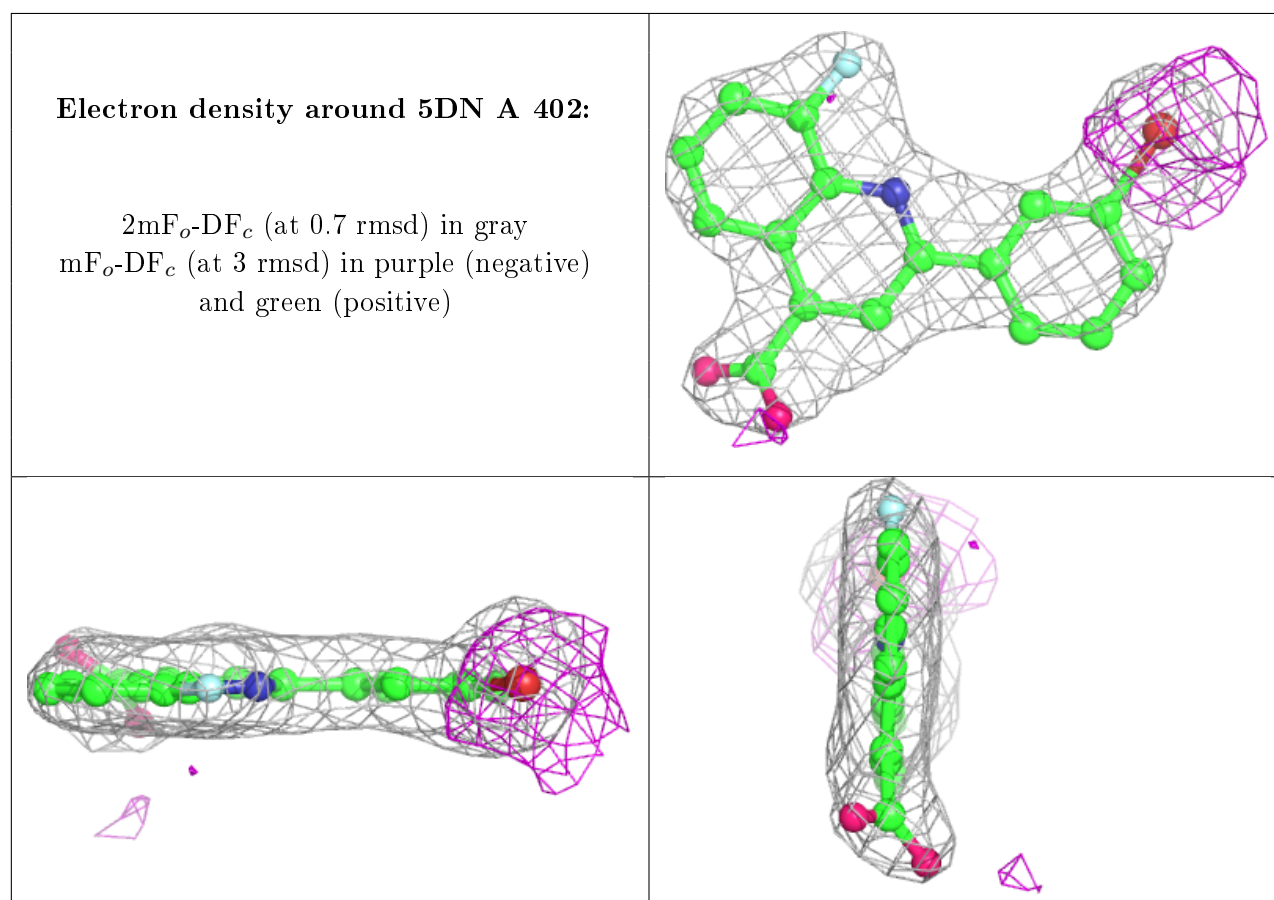 Electron density around 5DN A 402:
2mFo-DFc (at 0.7 rmsd) in gray
mFo-DFc (at 3 rmsd) in purple (negative)
and green (positive)